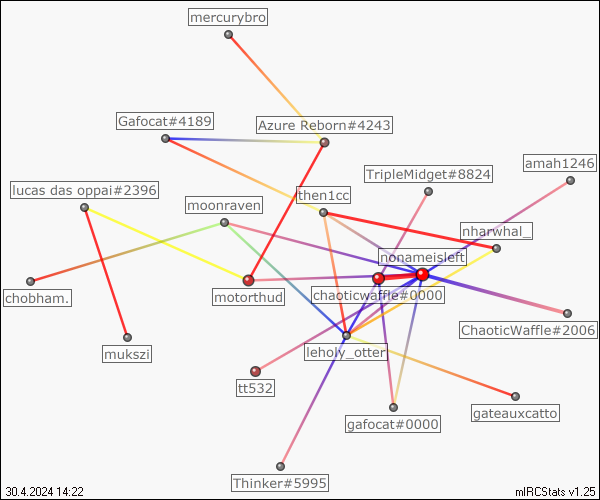 mercurybro
Gafocat#4189
Azure Reborn#4243
amah1246
TripleMidget#8824
lucas das oppai#2396
then1cc
moonraven
nharwhal_
nonameisleft
chobham.
motorthud
chaoticwaffle#0000
ChaoticWaffle#2006
mukszi
leholy_otter
tt532
gateauxcatto
gafocat#0000
Thinker#5995
30.4.2024 14:22
mIRCStats v1.25